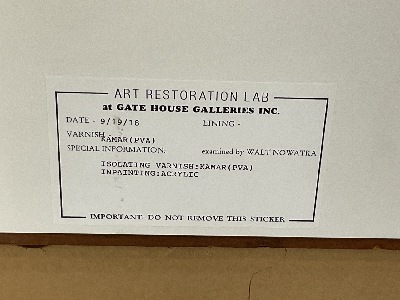 ART RESTORATION LAB
at GATE HOUSE GALLERIES INC.
DATE - 9/19/16 LINING -
VARNISH - KAMAR(PVA)
SPECIAL INFORMATION. examined by WALT NOWATKA
ISOLATING VARNISH:KAMAR(PVA)
INPAINTING:ACRYLIC
IMPORTANT: DO NOT REMOVE THIS STICKER